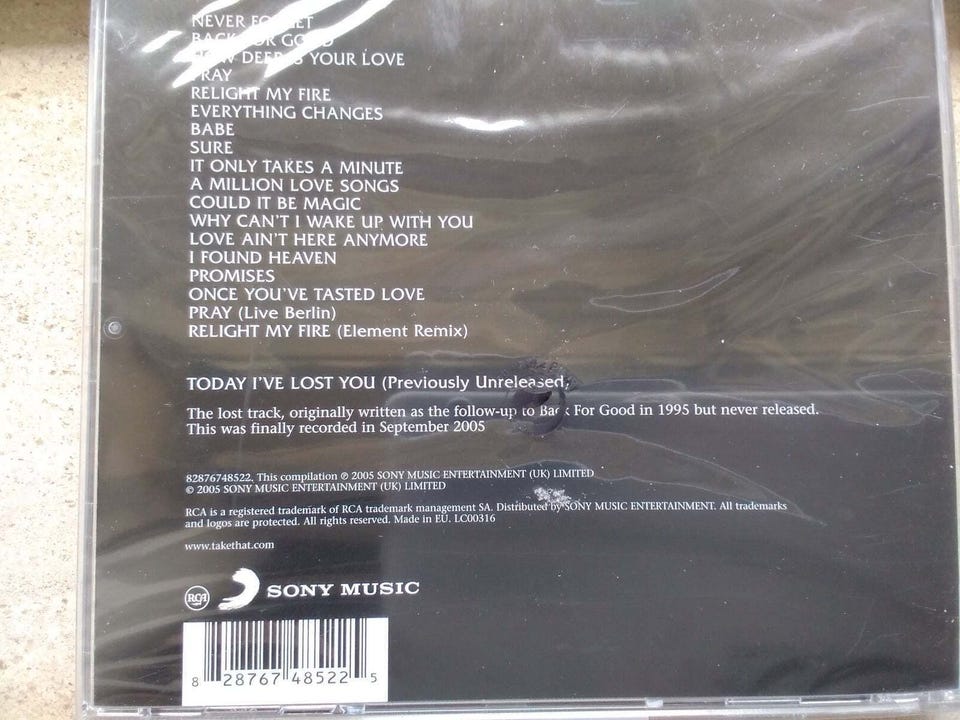 NEVER FORGET
BACK FOR GOOD
HOW DEEP IS YOUR LOVE
PRAY
RELIGHT MY FIRE
EVERYTHING CHANGES
BABE
SURE
IT ONLY TAKES A MINUTE
A MILLION LOVE SONGS
COULD IT BE MAGIC
WHY CAN'T I WAKE UP WITH YOU
LOVE AIN'T HERE ANYMORE
I FOUND HEAVEN
PROMISES
ONCE YOU'VE TASTED LOVE
PRAY (Live Berlin)
RELIGHT MY FIRE (Element Remix)
TODAY I'VE LOST YOU (Previously Unreleased)
The lost track, originally written as the follow-up to Back For Good in 1995 but never released.
This was finally recorded in September 2005
82876748522, This compilation ℗ 2005 SONY MUSIC ENTERTAINMENT (UK) LIMITED
© 2005 SONY MUSIC ENTERTAINMENT (UK) LIMITED
RCA is a registered trademark of RCA trademark management SA. Distributed by SONY MUSIC ENTERTAINMENT. All trademarks
and logos are protected. All rights reserved. Made in EU. LC00316
www.takethat.com
RCA SONY MUSIC
8 28767 48522 5